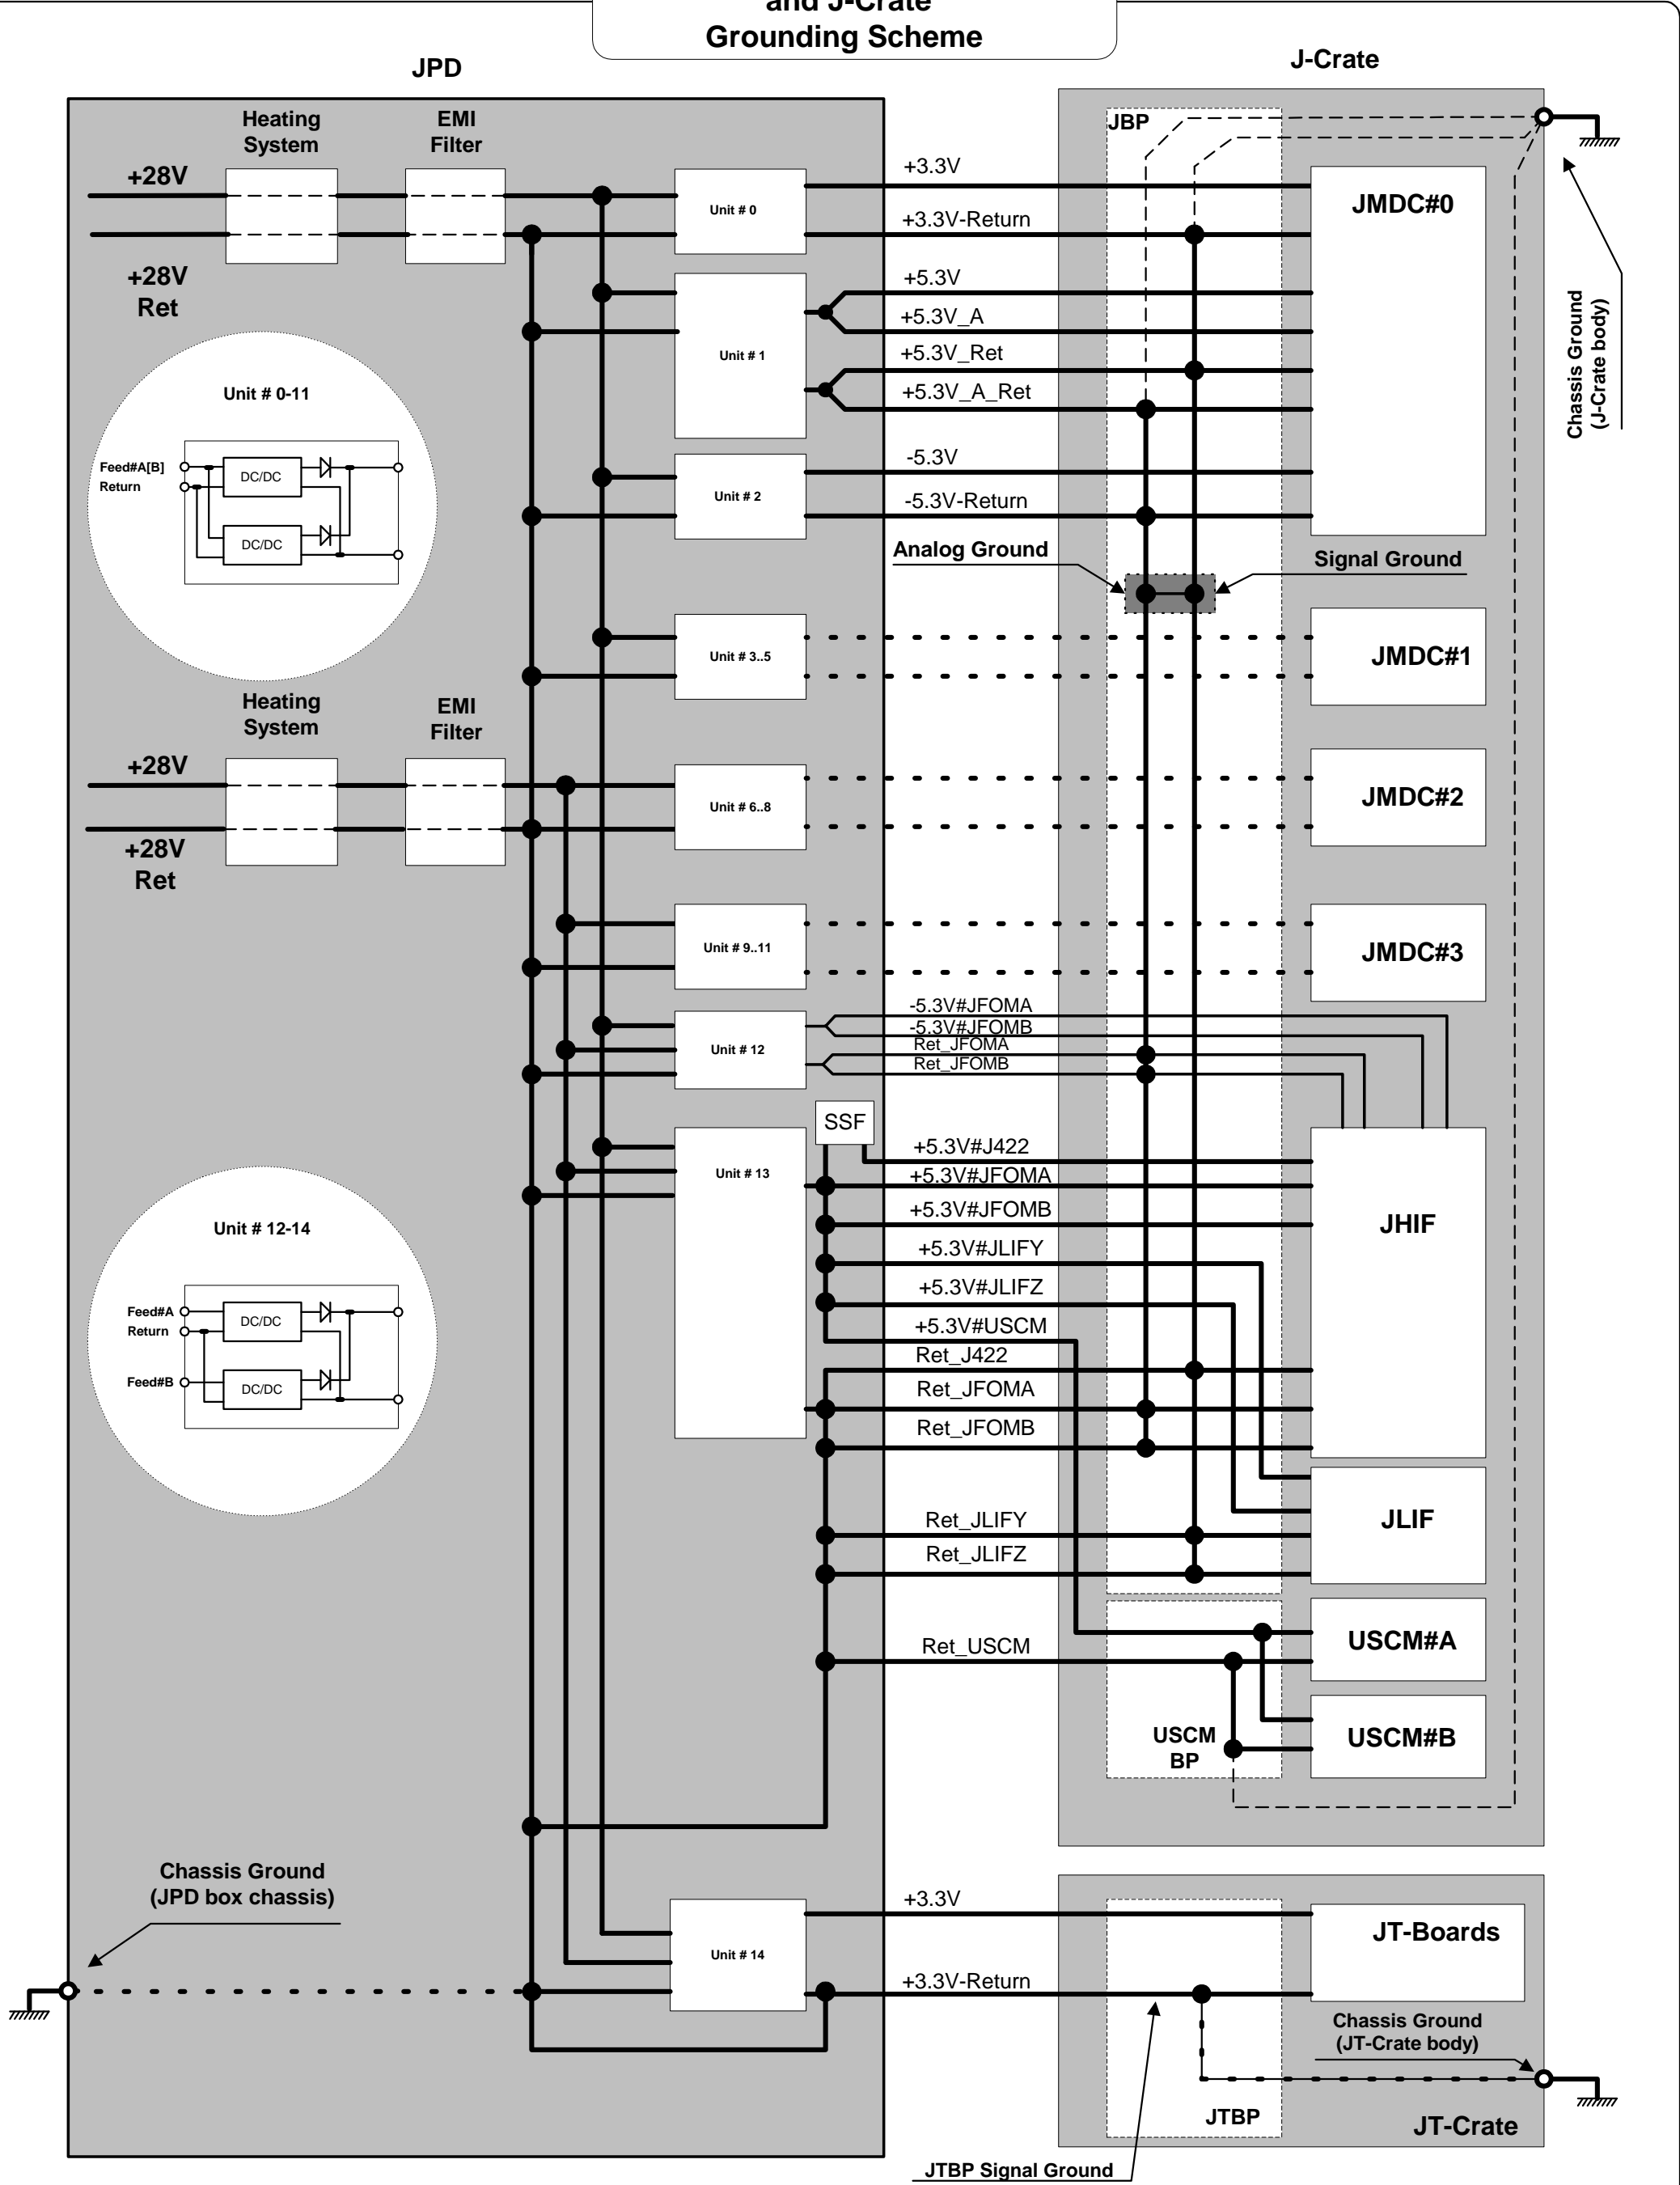 and J-Crate
Grounding Scheme
JPD
J-Crate
Heating
System
EMI
Filter
+28V
+28V
Ret
Unit # 0
+3.3V
+3.3V-Return
JBP
JMDC#0
Chassis Ground
(J-Crate body)
Unit # 1
+5.3V
+5.3V_A
+5.3V_Ret
+5.3V_A_Ret
Unit # 0-11
Feed#A[B]
Return
DC/DC
DC/DC
Unit # 2
-5.3V
-5.3V-Return
Analog Ground
Signal Ground
Unit # 3..5
JMDC#1
Heating
System
EMI
Filter
+28V
+28V
Ret
Unit # 6..8
JMDC#2
Unit # 9..11
JMDC#3
Unit # 12
-5.3V#JFOMA
-5.3V#JFOMB
Ret_JFOMA
Ret_JFOMB
SSF
Unit # 13
+5.3V#J422
+5.3V#JFOMA
+5.3V#JFOMB
+5.3V#JLIFY
+5.3V#JLIFZ
+5.3V#USCM
Ret_J422
Ret_JFOMA
Ret_JFOMB
JHIF
Unit # 12-14
Feed#A
Return
Feed#B
DC/DC
DC/DC
Ret_JLIFY
Ret_JLIFZ
JLIF
Ret_USCM
USCM#A
USCM#B
USCM
BP
Chassis Ground
(JPD box chassis)
Unit # 14
+3.3V
+3.3V-Return
JT-Boards
Chassis Ground
(JT-Crate body)
JTBP
JT-Crate
JTBP Signal Ground